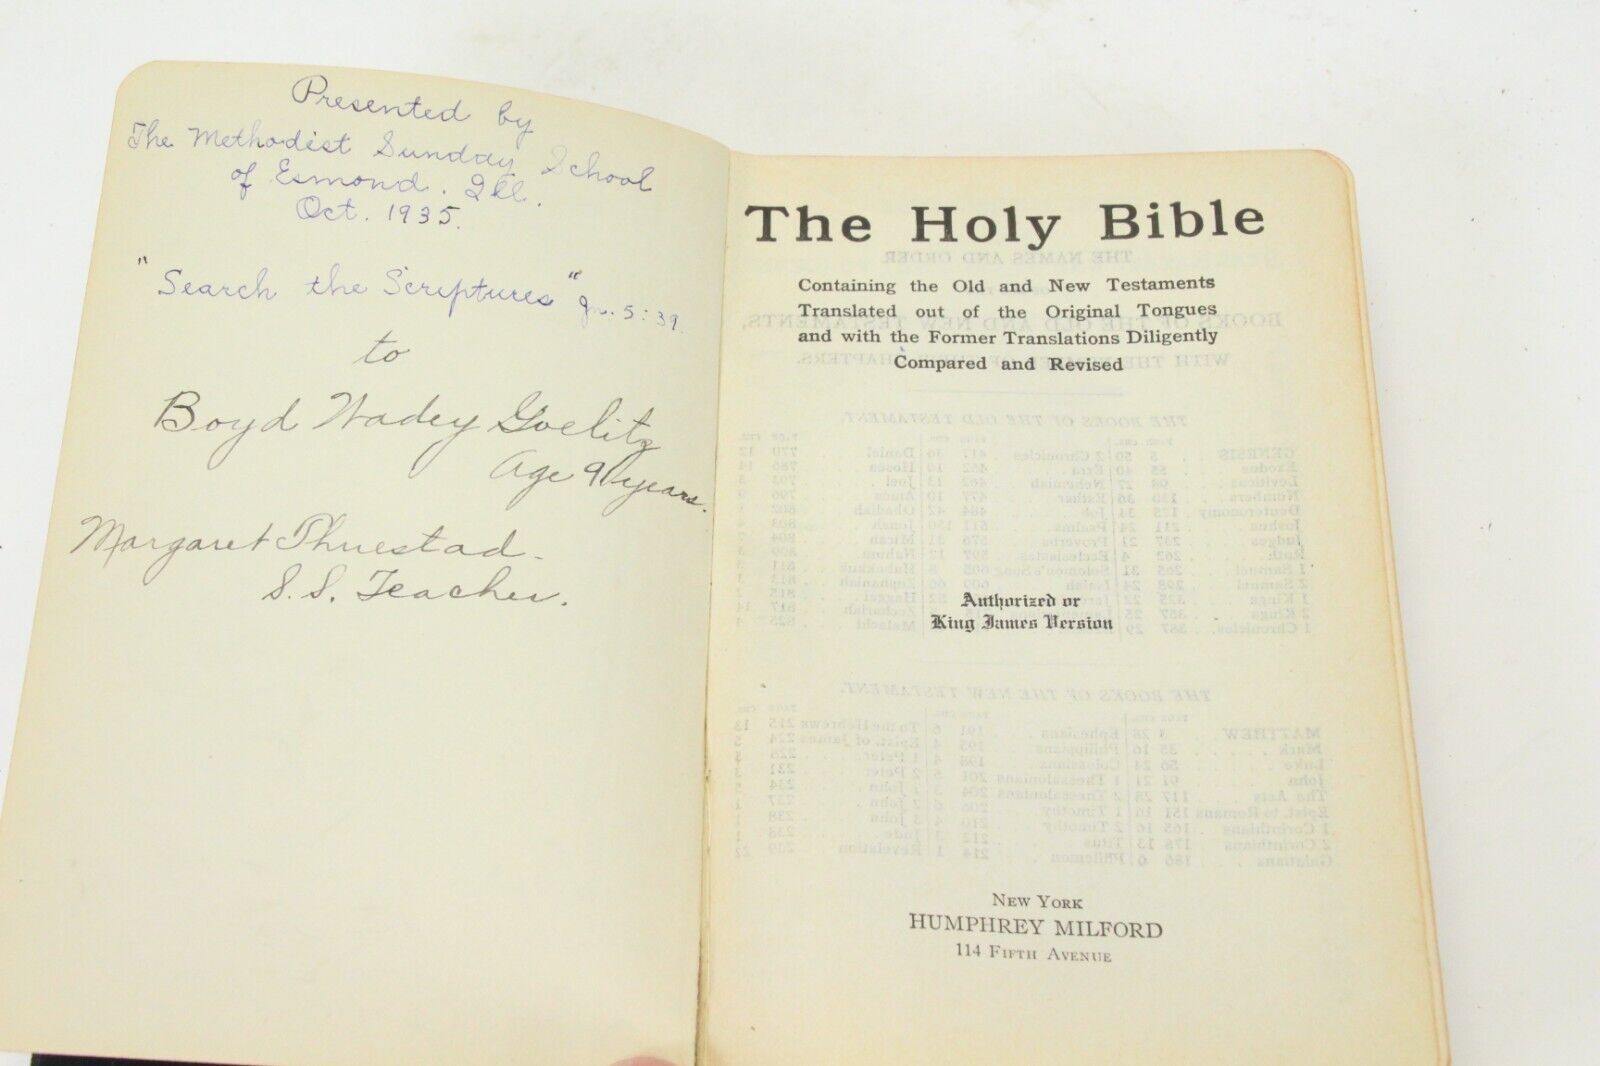 Presented by
The Methodist Sunday School
of Esmond. Ill.
Oct. 1935.
"Search the Scriptures" Jn. 5:39.
to
Boyd Wadey Goelitz
Age 9 years.
Margaret Thuestad.
S.S. Teacher.
The Holy Bible
Containing the Old and New Testaments
Translated out of the Original Tongues
and with the Former Translations Diligently
Compared and Revised
Authorized or
King James Version
New York
HUMPHREY MILFORD
114 Fifth Avenue